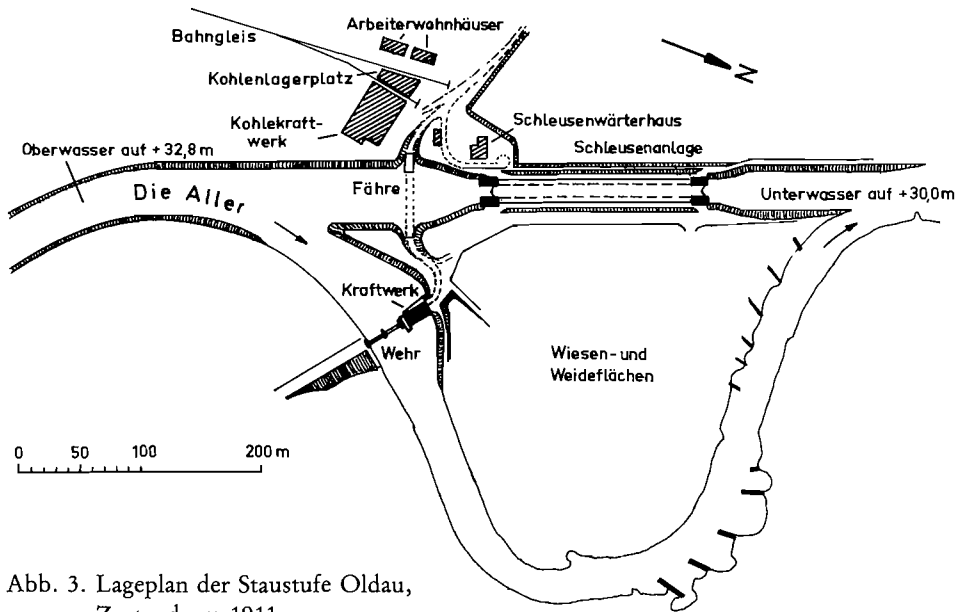 Arbeiterwohnhäuser
Bahngleis
Kohlenlagerplatz
Kohlekraft-
werk
N
Schleusenwärterhaus
Oberwasser auf +32,8 m
Schleusenanlage
Die Aller
Fähre
Unterwasser auf +30,0m
Kraftwerk
Wehr
Wiesen- und
Weideflächen
0 50 100 200 m
Abb. 3. Lageplan der Staustufe Oldau,